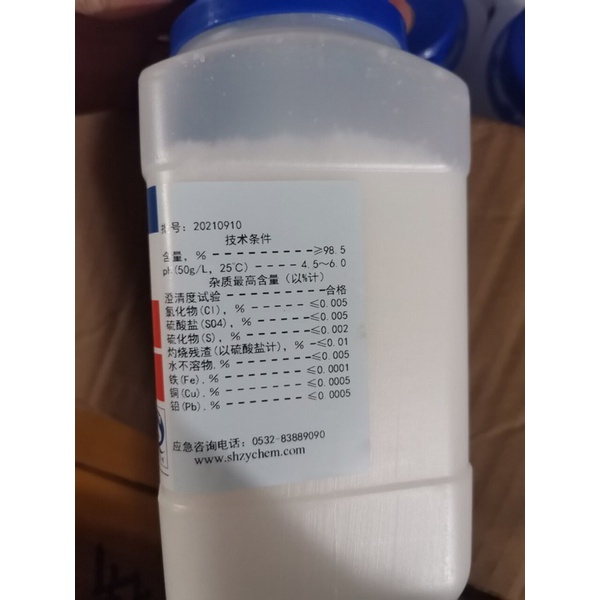 批号: 20210910
技术条件
含量, % ---------- ≥98.5
pH(50g/L, 25℃) ---- 4.5~6.0
杂质最高含量 (以%计)
澄清度试验 ---------- 合格
氯化物(Cl), % -------- ≤0.005
硫酸盐(SO4), % ------- ≤0.005
硫化物(S), % -------- ≤0.002
灼烧残渣(以硫酸盐计), % -≤0.01
水不溶物.% --------- ≤0.005
铁(Fe).% ---------- ≤0.0001
铜(Cu).% ---------- ≤0.0005
铅(Pb).% ---------- ≤0.0005
应急咨询电话: 0532-83889090
www.shzychem.com